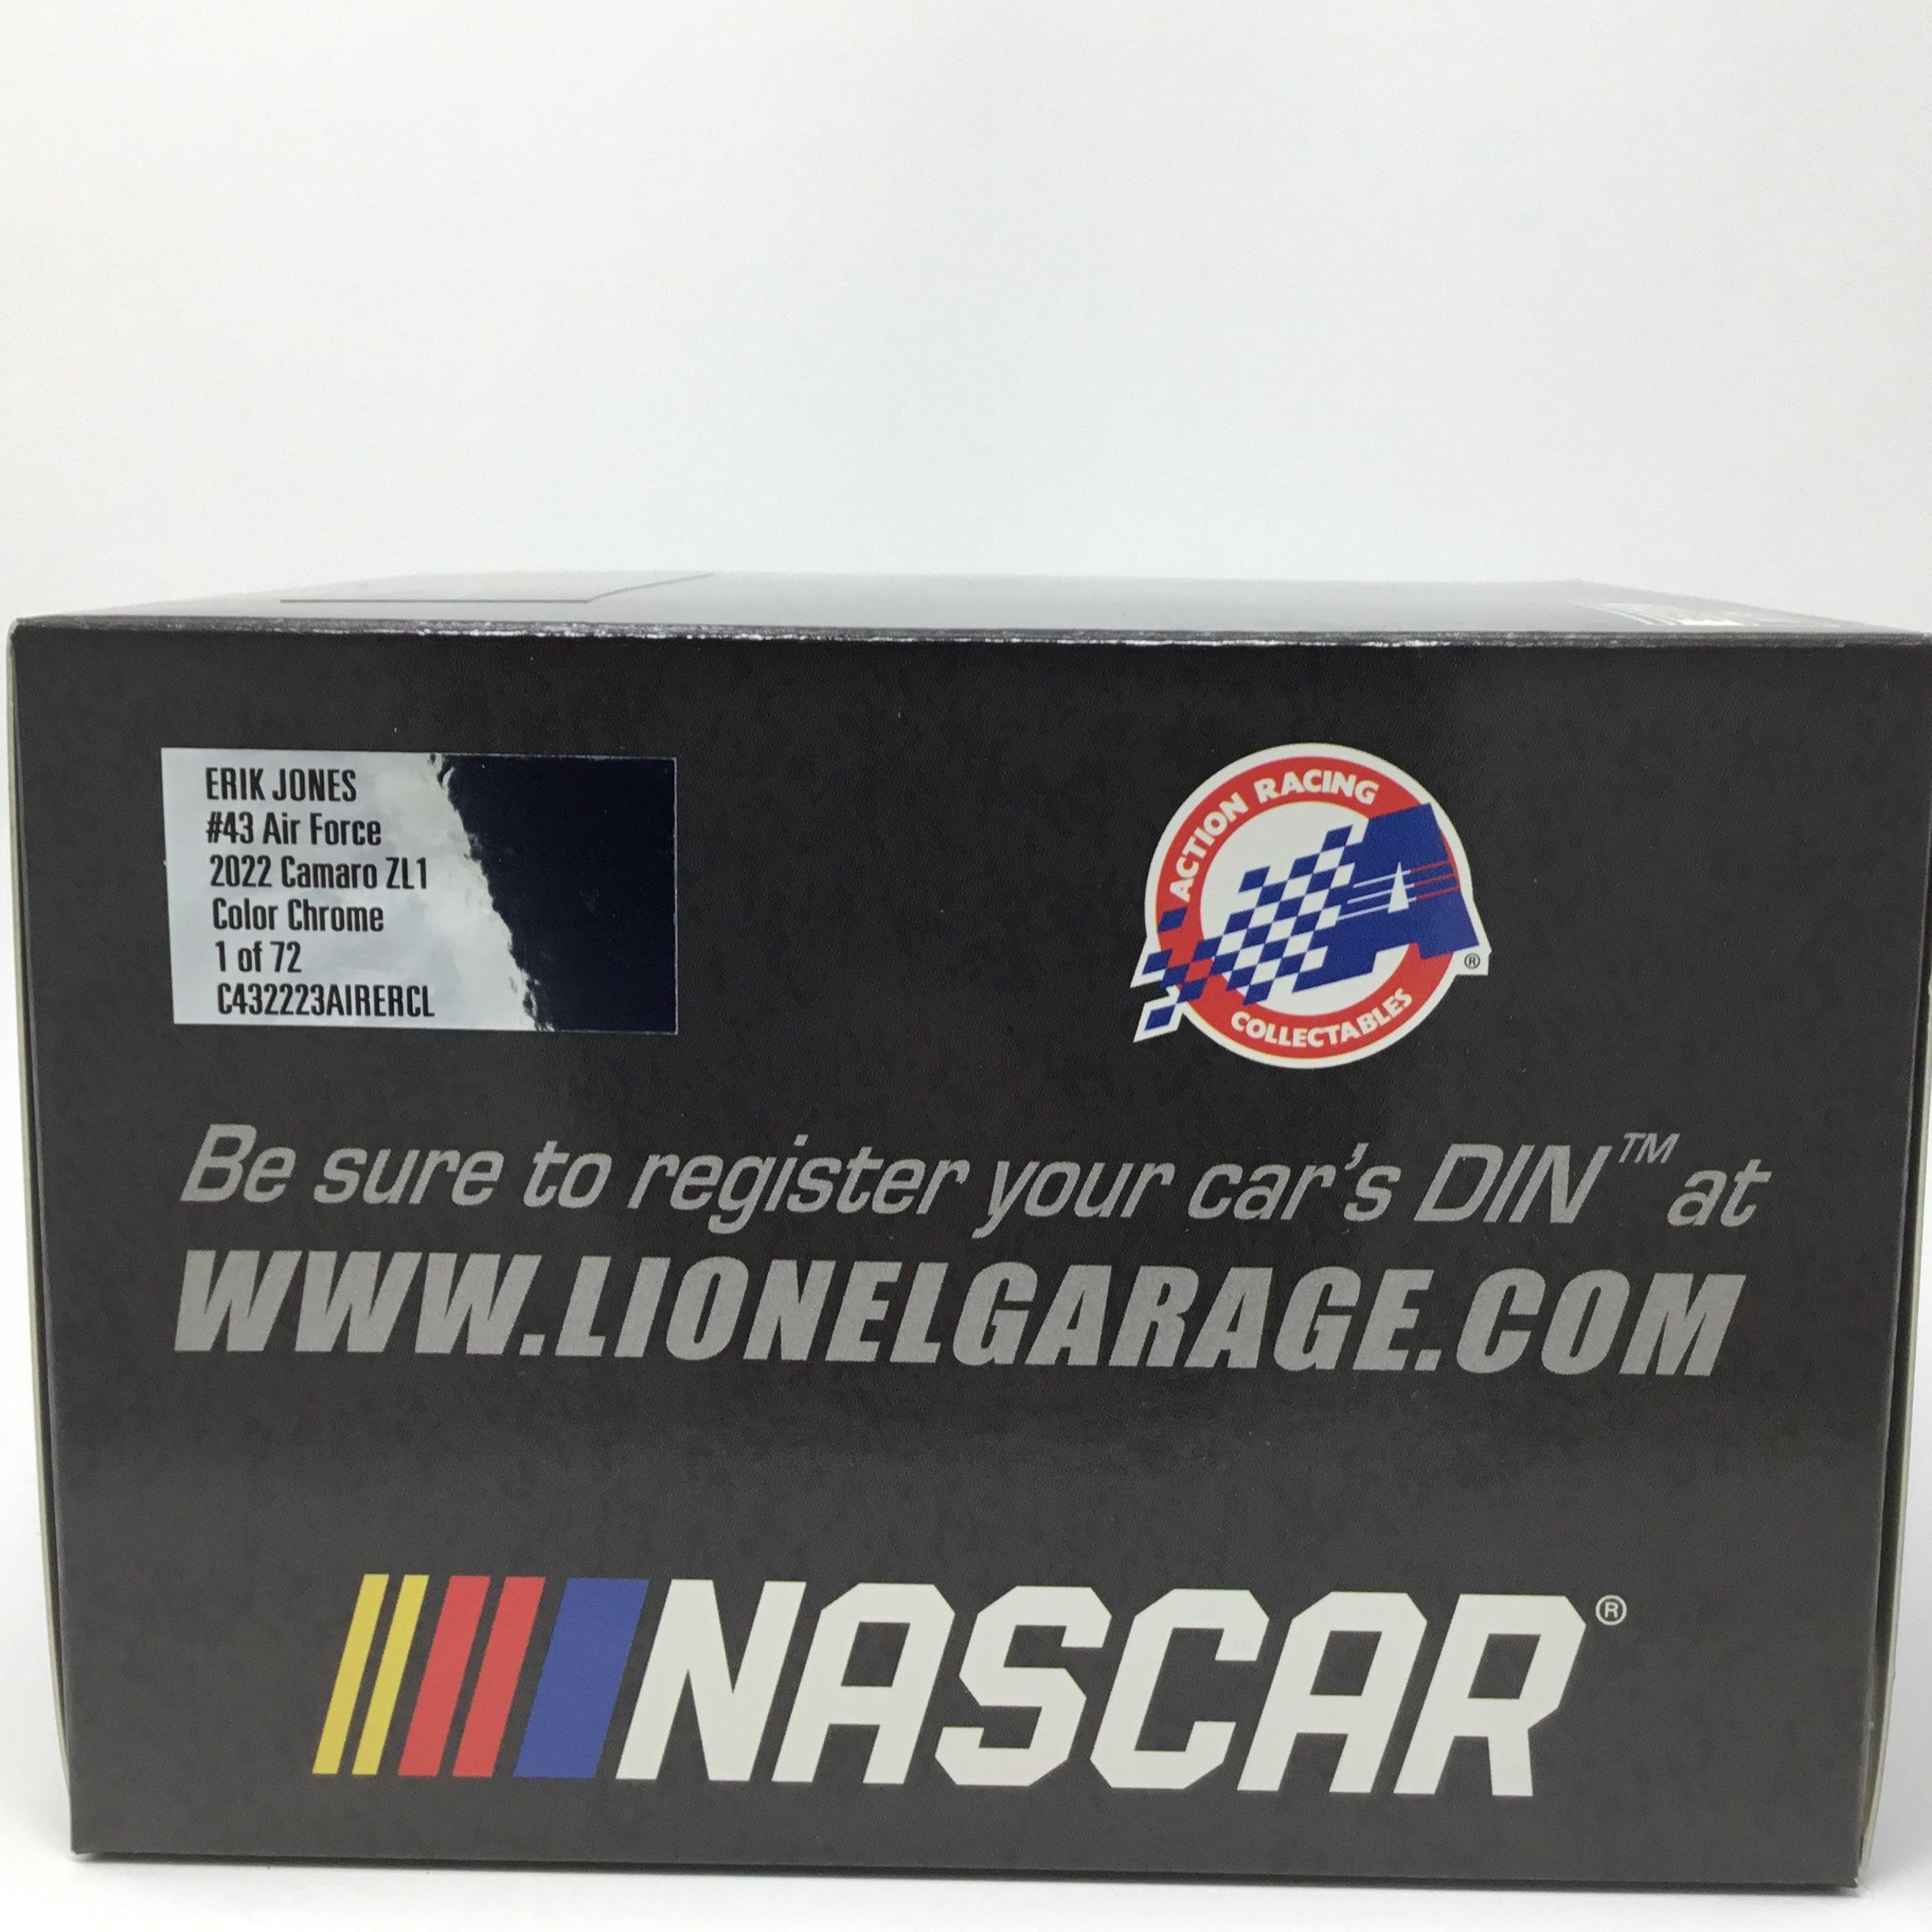 ERIK JONES
#43 Air Force
2022 Camaro ZL1
Color Chrome
1 of 72
C432223AIRERCL
ACTION RACING
A
®
COLLECTABLES
Be sure to register your car's DIN™ at
WWW.LIONELGARAGE.COM
NASCAR®